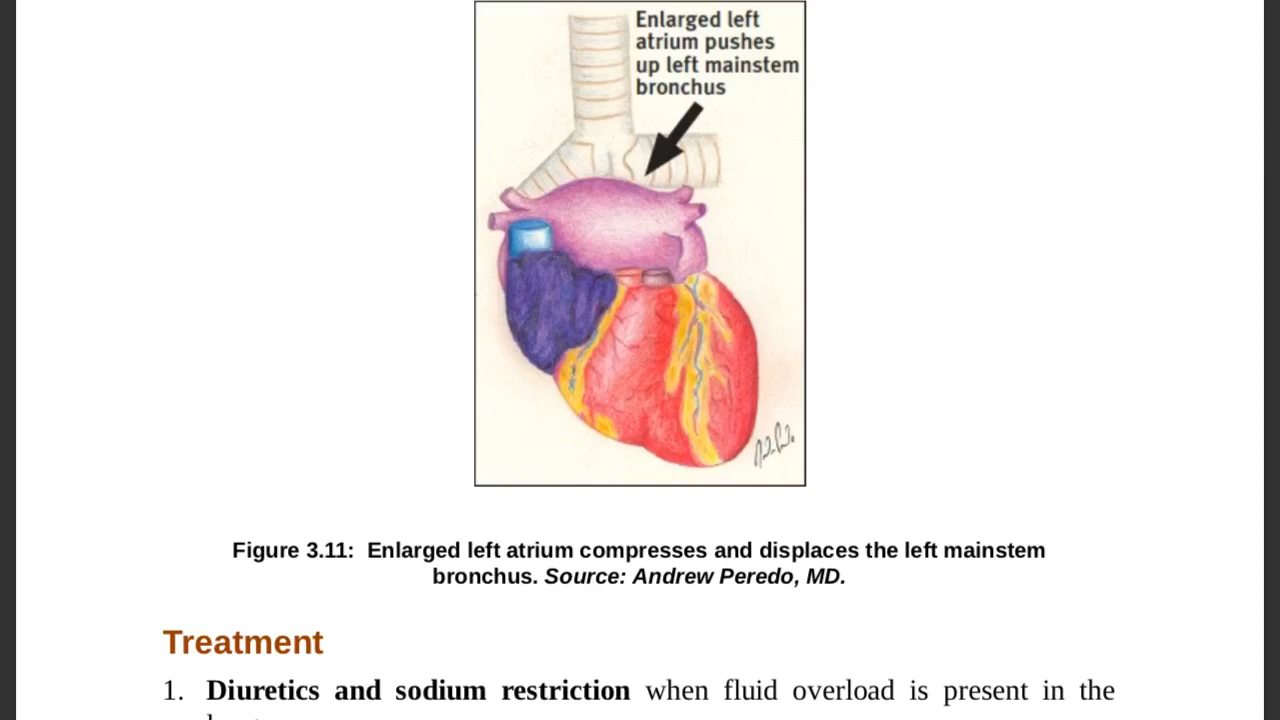 Enlarged left
atrium pushes
up left mainstem
bronchus
Figure 3.11: Enlarged left atrium compresses and displaces the left mainstem
bronchus. Source: Andrew Peredo, MD.
Treatment
1. Diuretics and sodium restriction when fluid overload is present in the